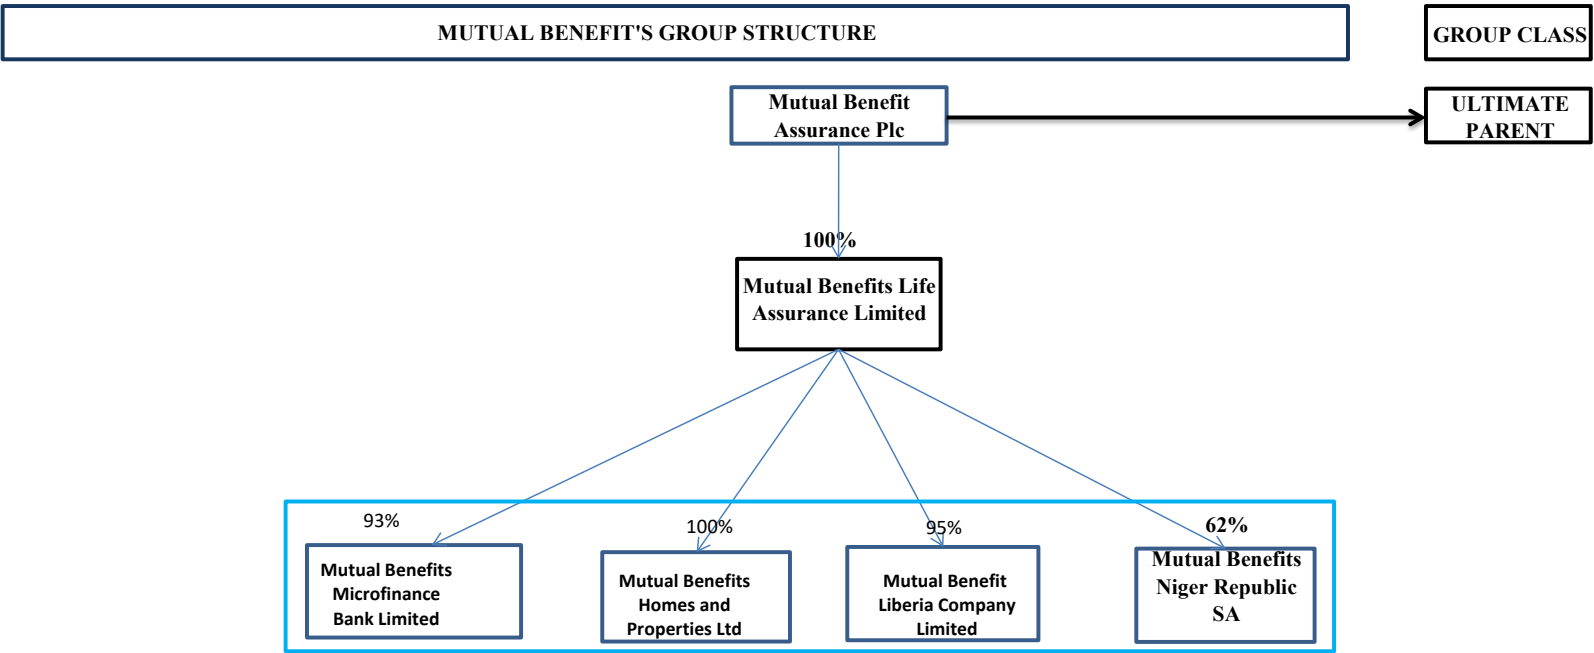 MUTUAL BENEFIT'S GROUP STRUCTURE
GROUP CLASS
Mutual Benefit
Assurance Plc
ULTIMATE
PARENT
100%
Mutual Benefits Life
Assurance Limited
93%
100%
95%
62%
Mutual Benefits
Microfinance
Bank Limited
Mutual Benefits
Homes and
Properties Ltd
Mutual Benefit
Liberia Company
Limited
Mutual Benefits
Niger Republic
SA